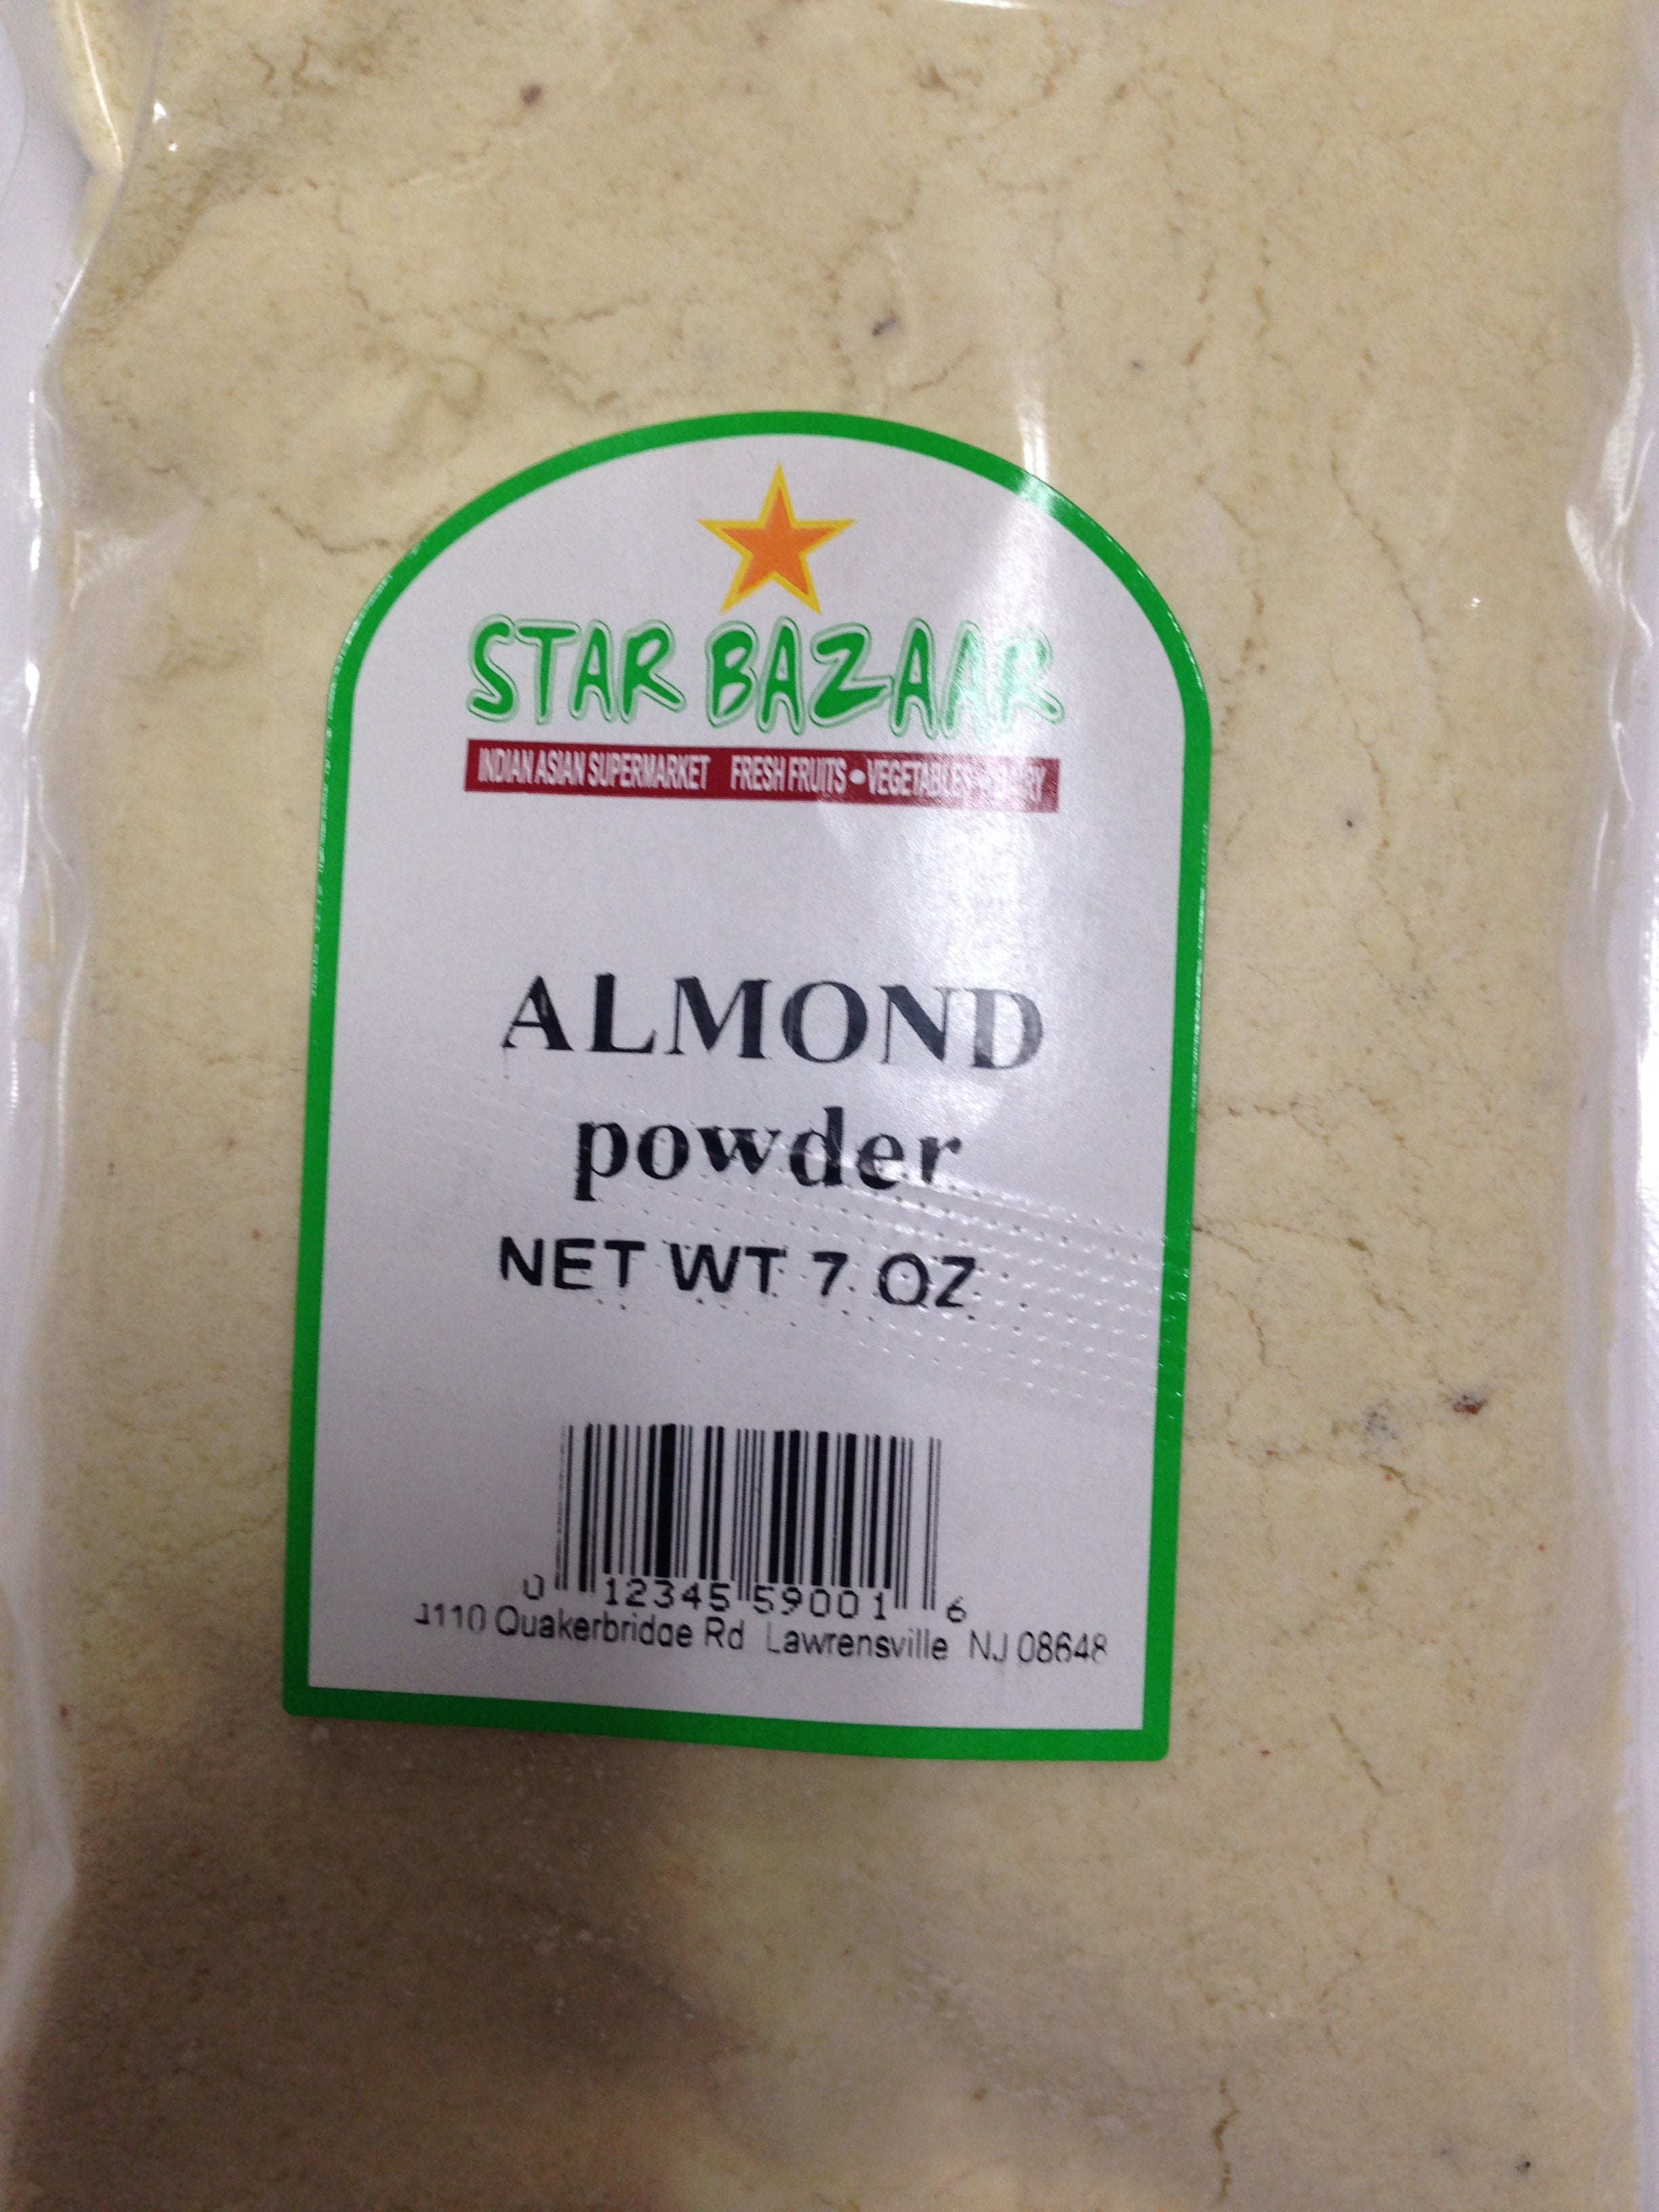 STAR BAZAAR
INDIAN ASIAN SUPERMARKET FRESH FRUITS • VEGETABLES
ALMOND
powder
NET WT 7 OZ
0 12345 59001 6
Quakerbridge Rd Lawrensville NJ 08648